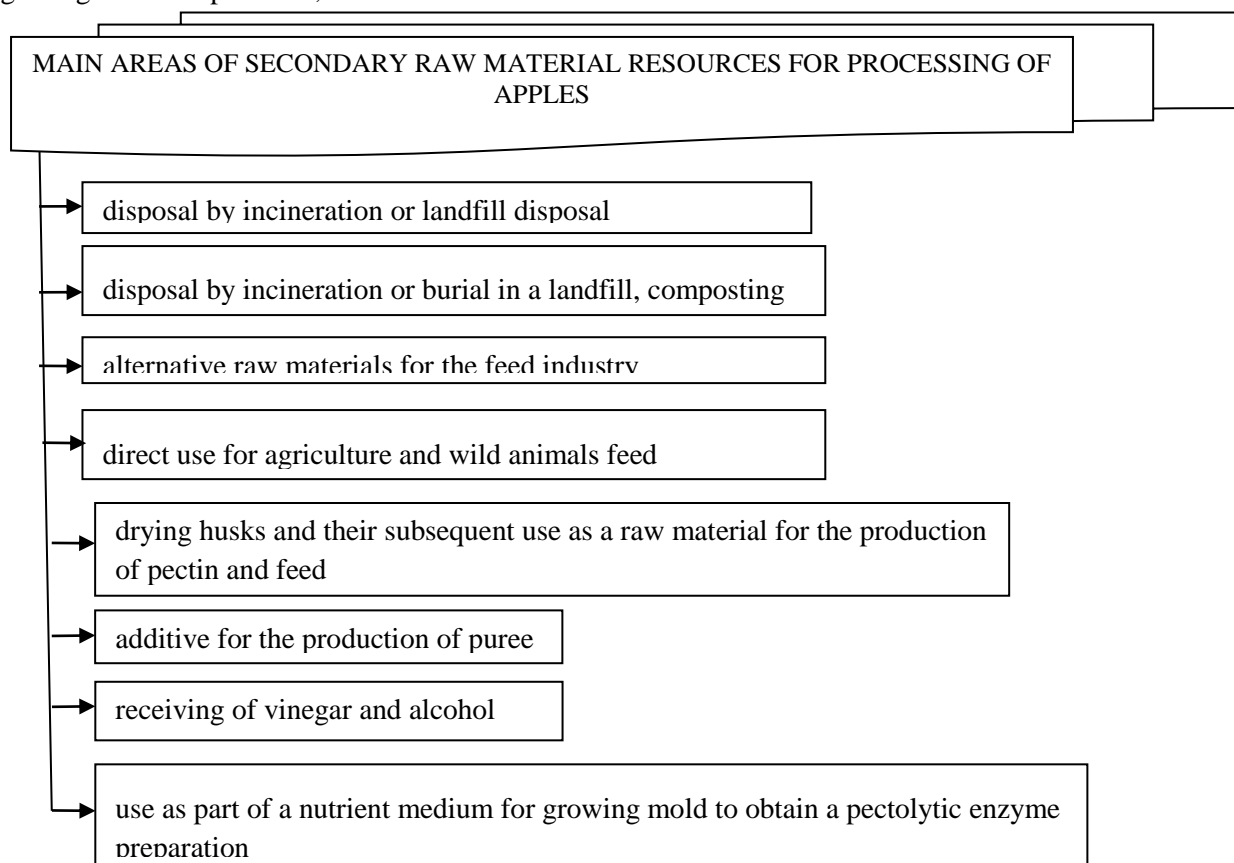 MAIN AREAS OF SECONDARY RAW MATERIAL RESOURCES FOR PROCESSING OF
APPLES
disposal by incineration or landfill disposal
disposal by incineration or burial in a landfill, composting
alternative raw materials for the feed industry
direct use for agriculture and wild animals feed
drying husks and their subsequent use as a raw material for the production
of pectin and feed
additive for the production of puree
receiving of vinegar and alcohol
use as part of a nutrient medium for growing mold to obtain a pectolytic enzyme
preparation